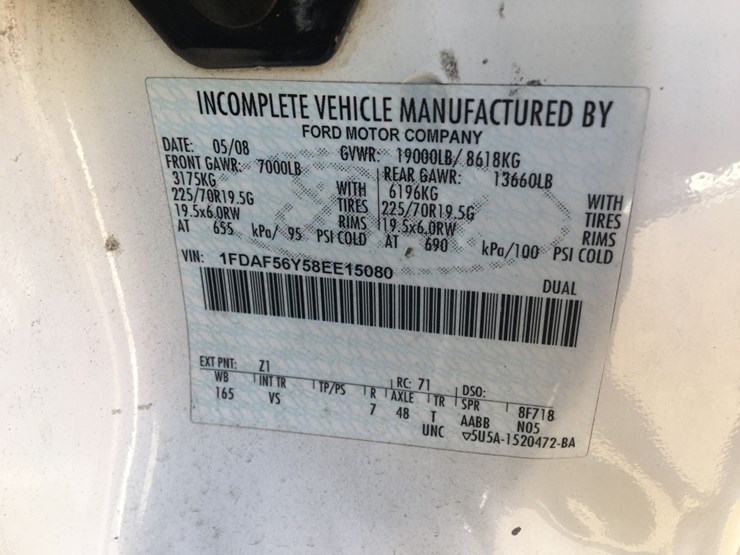 INCOMPLETE VEHICLE MANUFACTURED BY
FORD MOTOR COMPANY
DATE: 05/08 GVWR: 19000LB/ 8618KG
FRONT GAWR: 7000LB REAR GAWR: 13660LB
3175KG WITH 6196KG WITH
225/70R19.5G TIRES 225/70R19.5G TIRES
19.5x6.0RW RIMS 19.5x6.0RW RIMS
AT 655 kPa/ 95 PSI COLD AT 690 kPa/100 PSI COLD
VIN: 1FDAF56Y58EE15080 DUAL
EXT PNT: Z1 RC: 71 DSO:
WB INT TR TP/PS R AXLE TR SPR 8F718
165 VS 7 48 T AABB N05
UNC ▽5U5A-1520472-BA